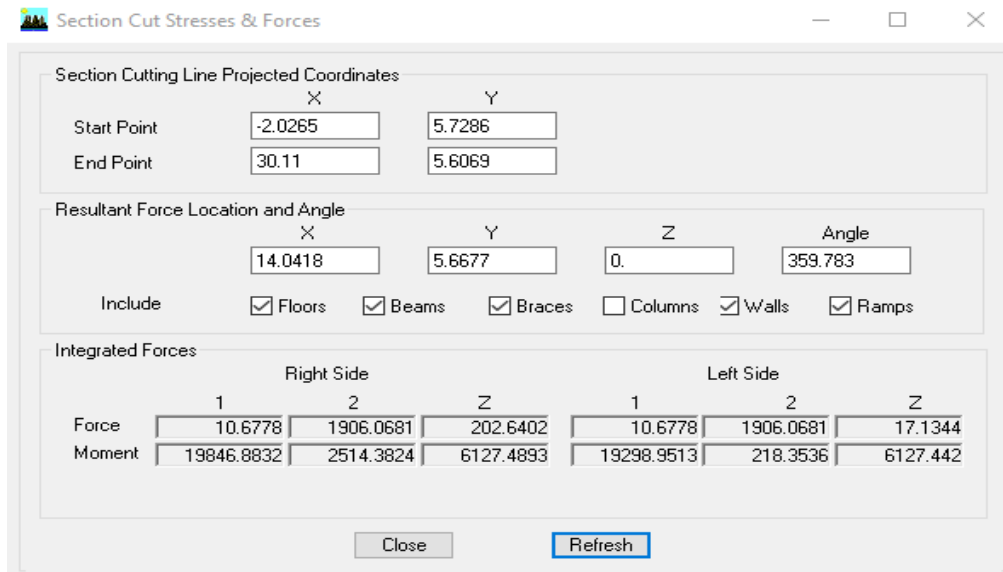 Section Cut Stresses & Forces
Section Cutting Line Projected Coordinates
X Y
Start Point -2.0265 5.7286
End Point 30.11 5.6069
Resultant Force Location and Angle
X Y Z Angle
14.0418 5.6677 0. 359.783
Include Floors Beams Braces Columns Walls Ramps
Integrated Forces
Right Side Left Side
1 2 Z 1 2 Z
Force 10.6778 1906.0681 202.6402 10.6778 1906.0681 17.1344
Moment 19846.8832 2514.3824 6127.4893 19298.9513 218.3536 6127.442
Close Refresh